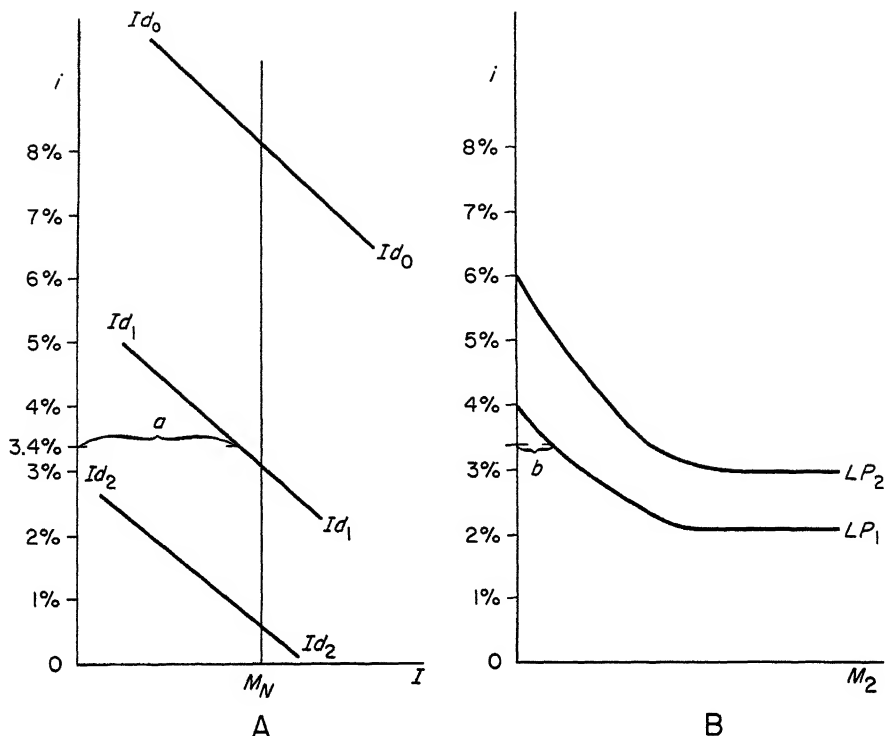 Id₀
i
8%
7%
Id₀
6%
Id₁
5%
4%
a
3.4%
3%
Id₂
2%
Id₁
1%
Id₂
0
M_N
I
A
i
8%
7%
6%
5%
4%
3%
b
LP₂
2%
LP₁
1%
0
M₂
B